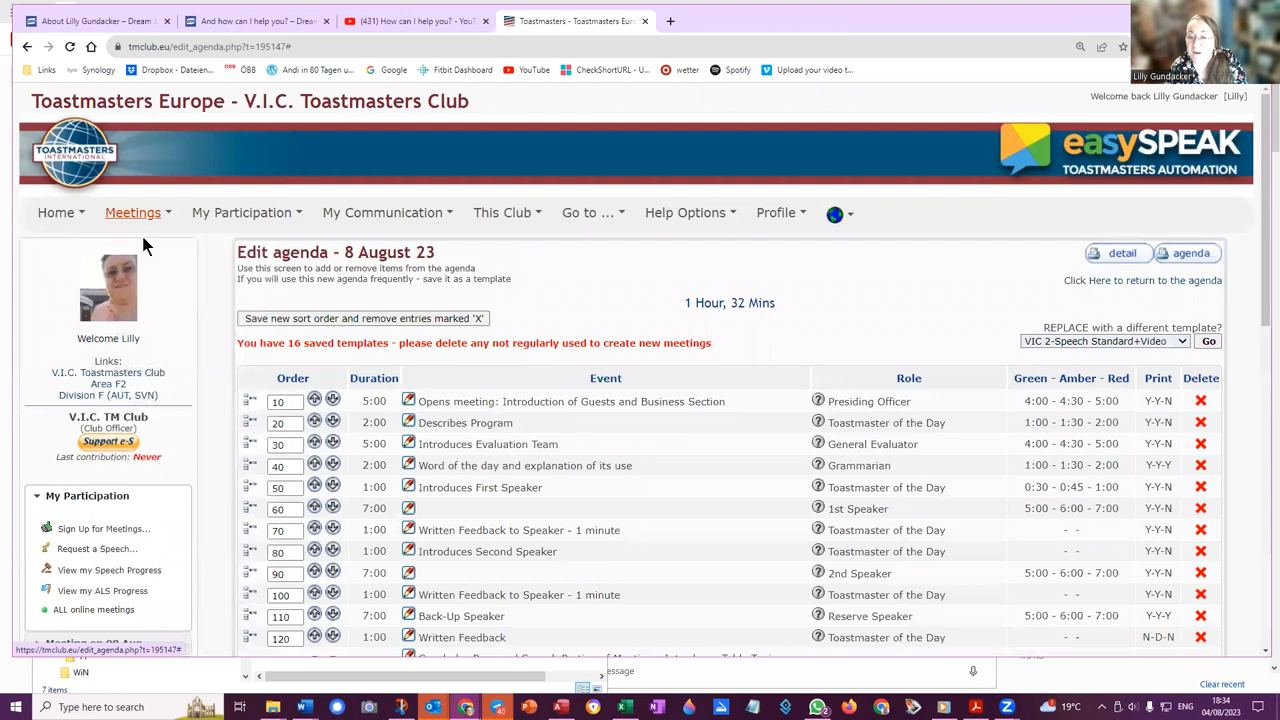 About Lilly Gundacker – Dream J
And how can I help you? – Drea
(431) How can I help you? - You
Toastmasters - Toastmasters Eur
tmclub.eu/edit_agenda.php?t=195147#
Lilly Gundacker
Links
Synology
Dropbox - Dateien...
ÖBB
Andi in 80 Tagen u...
Google
Fitbit Dashboard
YouTube
CheckShortURL - U...
wetter
Spotify
Upload your video t...
Toastmasters Europe - V.I.C. Toastmasters Club
Welcome back Lilly Gundacker [Lilly]
TOASTMASTERS
INTERNATIONAL
easySPEAK
TOASTMASTERS AUTOMATION
Home Meetings My Participation My Communication This Club Go to ... Help Options Profile
Edit agenda - 8 August 23
Use this screen to add or remove items from the agenda
If you will use this new agenda frequently - save it as a template
detail agenda
Click Here to return to the agenda
1 Hour, 32 Mins
Save new sort order and remove entries marked 'X'
REPLACE with a different template?
You have 16 saved templates - please delete any not regularly used to create new meetings
VIC 2-Speech Standard+Video Go
Welcome Lilly
Links:
V.I.C. Toastmasters Club
Area F2
Division F (AUT, SVN)
V.I.C. TM Club
(Club Officer)
Support e-S
Last contribution: Never
My Participation
Sign Up for Meetings...
Request a Speech...
View my Speech Progress
View my ALS Progress
ALL online meetings
Order Duration Event Role Green - Amber - Red Print Delete
10 5:00 Opens meeting: Introduction of Guests and Business Section Presiding Officer 4:00 - 4:30 - 5:00 Y-Y-N
20 2:00 Describes Program Toastmaster of the Day 1:00 - 1:30 - 2:00 Y-Y-N
30 5:00 Introduces Evaluation Team General Evaluator 4:00 - 4:30 - 5:00 Y-Y-N
40 2:00 Word of the day and explanation of its use Grammarian 1:00 - 1:30 - 2:00 Y-Y-Y
50 1:00 Introduces First Speaker Toastmaster of the Day 0:30 - 0:45 - 1:00 Y-Y-N
60 7:00 1st Speaker 5:00 - 6:00 - 7:00 Y-Y-N
70 1:00 Written Feedback to Speaker - 1 minute Toastmaster of the Day - - Y-Y-N
80 1:00 Introduces Second Speaker Toastmaster of the Day - - Y-Y-N
90 7:00 2nd Speaker 5:00 - 6:00 - 7:00 Y-Y-N
100 1:00 Written Feedback to Speaker - 1 minute Toastmaster of the Day - - Y-Y-N
110 7:00 Back-Up Speaker Reserve Speaker 5:00 - 6:00 - 7:00 Y-Y-Y
120 1:00 Written Feedback Toastmaster of the Day - - N-D-N
https://tmclub.eu/edit_agenda.php?t=195147#
WiN
7 items
Clear recent
Type here to search
19°C
18:34
04/08/2023